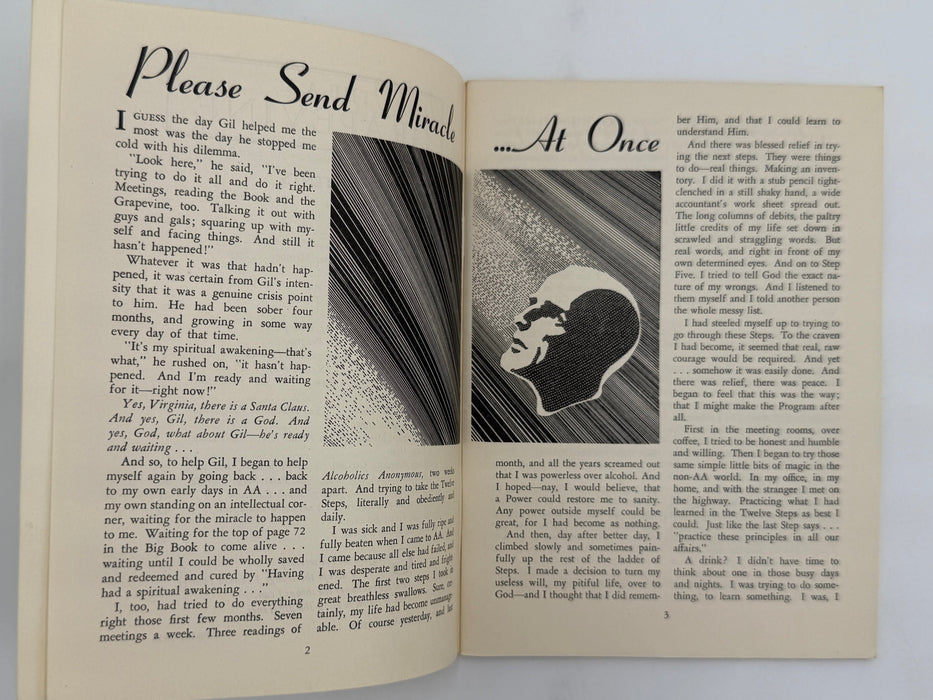 Please Send Miracle
I GUESS the day Gil helped me the
most was the day he stopped me
cold with his dilemma.
"Look here," he said, "I've been
trying to do it all and do it right.
Meetings, reading the Book and the
Grapevine, too. Talking it out with
guys and gals; squaring up with my-
self and facing things. And still it
hasn't happened!"
Whatever it was that hadn't hap-
pened, it was certain from Gil's inten-
sity that it was a genuine crisis point
to him. He had been sober four
months, and growing in some way
every day of that time.
"It's my spiritual awakening—that's
what," he rushed on, "it hasn't hap-
pened. And I'm ready and waiting
for it—right now!"
Yes, Virginia, there is a Santa Claus.
And yes, Gil, there is a God. And
yes, God, what about Gil—he's ready
and waiting . . .
And so, to help Gil, I began to help
myself again by going back . . . back
to my own early days in AA . . . and
my own standing on an intellectual cor-
ner, waiting for the miracle to happen
to me. Waiting for the top of page 72
in the Big Book to come alive . . .
waiting until I could be wholly saved
and redeemed and cured by "Having
had a spiritual awakening . . ."
I, too, had tried to do everything
right those first few months. Seven
meetings a week. Three readings of
Alcoholics Anonymous, two weeks
apart. And trying to take the Twelve
Steps, literally and obediently and
daily.
I was sick and I was fully ripe and
fully beaten when I came to AA. And
I came because all else had failed, and
I was desperate and tired and fright-
ened. The first two steps I took in
great breathless swallows. Sure, cer-
tainly, my life had become unmanage-
able. Of course yesterday, and last
2
...At Once
month, and all the years screamed out
that I was powerless over alcohol. And
I hoped—nay, I would believe, that
a Power could restore me to sanity.
Any power outside myself could be
great, for I had become as nothing.
And then, day after better day, I
climbed slowly and sometimes pain-
fully up the rest of the ladder of
Steps. I made a decision to turn my
useless will, my pitiful life, over to
God—and I thought that I did remem-
ber Him, and that I could learn to
understand Him.
And there was blessed relief in try-
ing the next steps. They were things
to do—real things. Making an inven-
tory. I did it with a stub pencil tight-
clenched in a still shaky hand, a wide
accountant's work sheet spread out.
The long columns of debits, the paltry
little credits of my life set down in
scrawled and straggling words. But
real words, and right in front of my
own determined eyes. And on to Step
Five. I tried to tell God the exact na-
ture of my wrongs. And I listened to
them myself and I told another person
the whole messy list.
I had steeled myself up to trying to
go through these Steps. To the craven
I had become, it seemed that real, raw
courage would be required. And yet
. . . somehow it was easily done. And
there was relief, there was peace. I
began to feel that this was the way;
that I might make the Program after
all.
First in the meeting rooms, over
coffee, I tried to be honest and humble
and willing. Then I began to try those
same simple little bits of magic in the
non-AA world. In my office, in my
home, and with the stranger I met on
the highway. Practicing what I had
learned in the Twelve Steps as best I
could. Just like the last Step says . . .
"practice these principles in all our
affairs."
A drink? I didn't have time to
think about one in those busy days
and nights. I was trying to do some-
thing, to learn something. I was, I
3